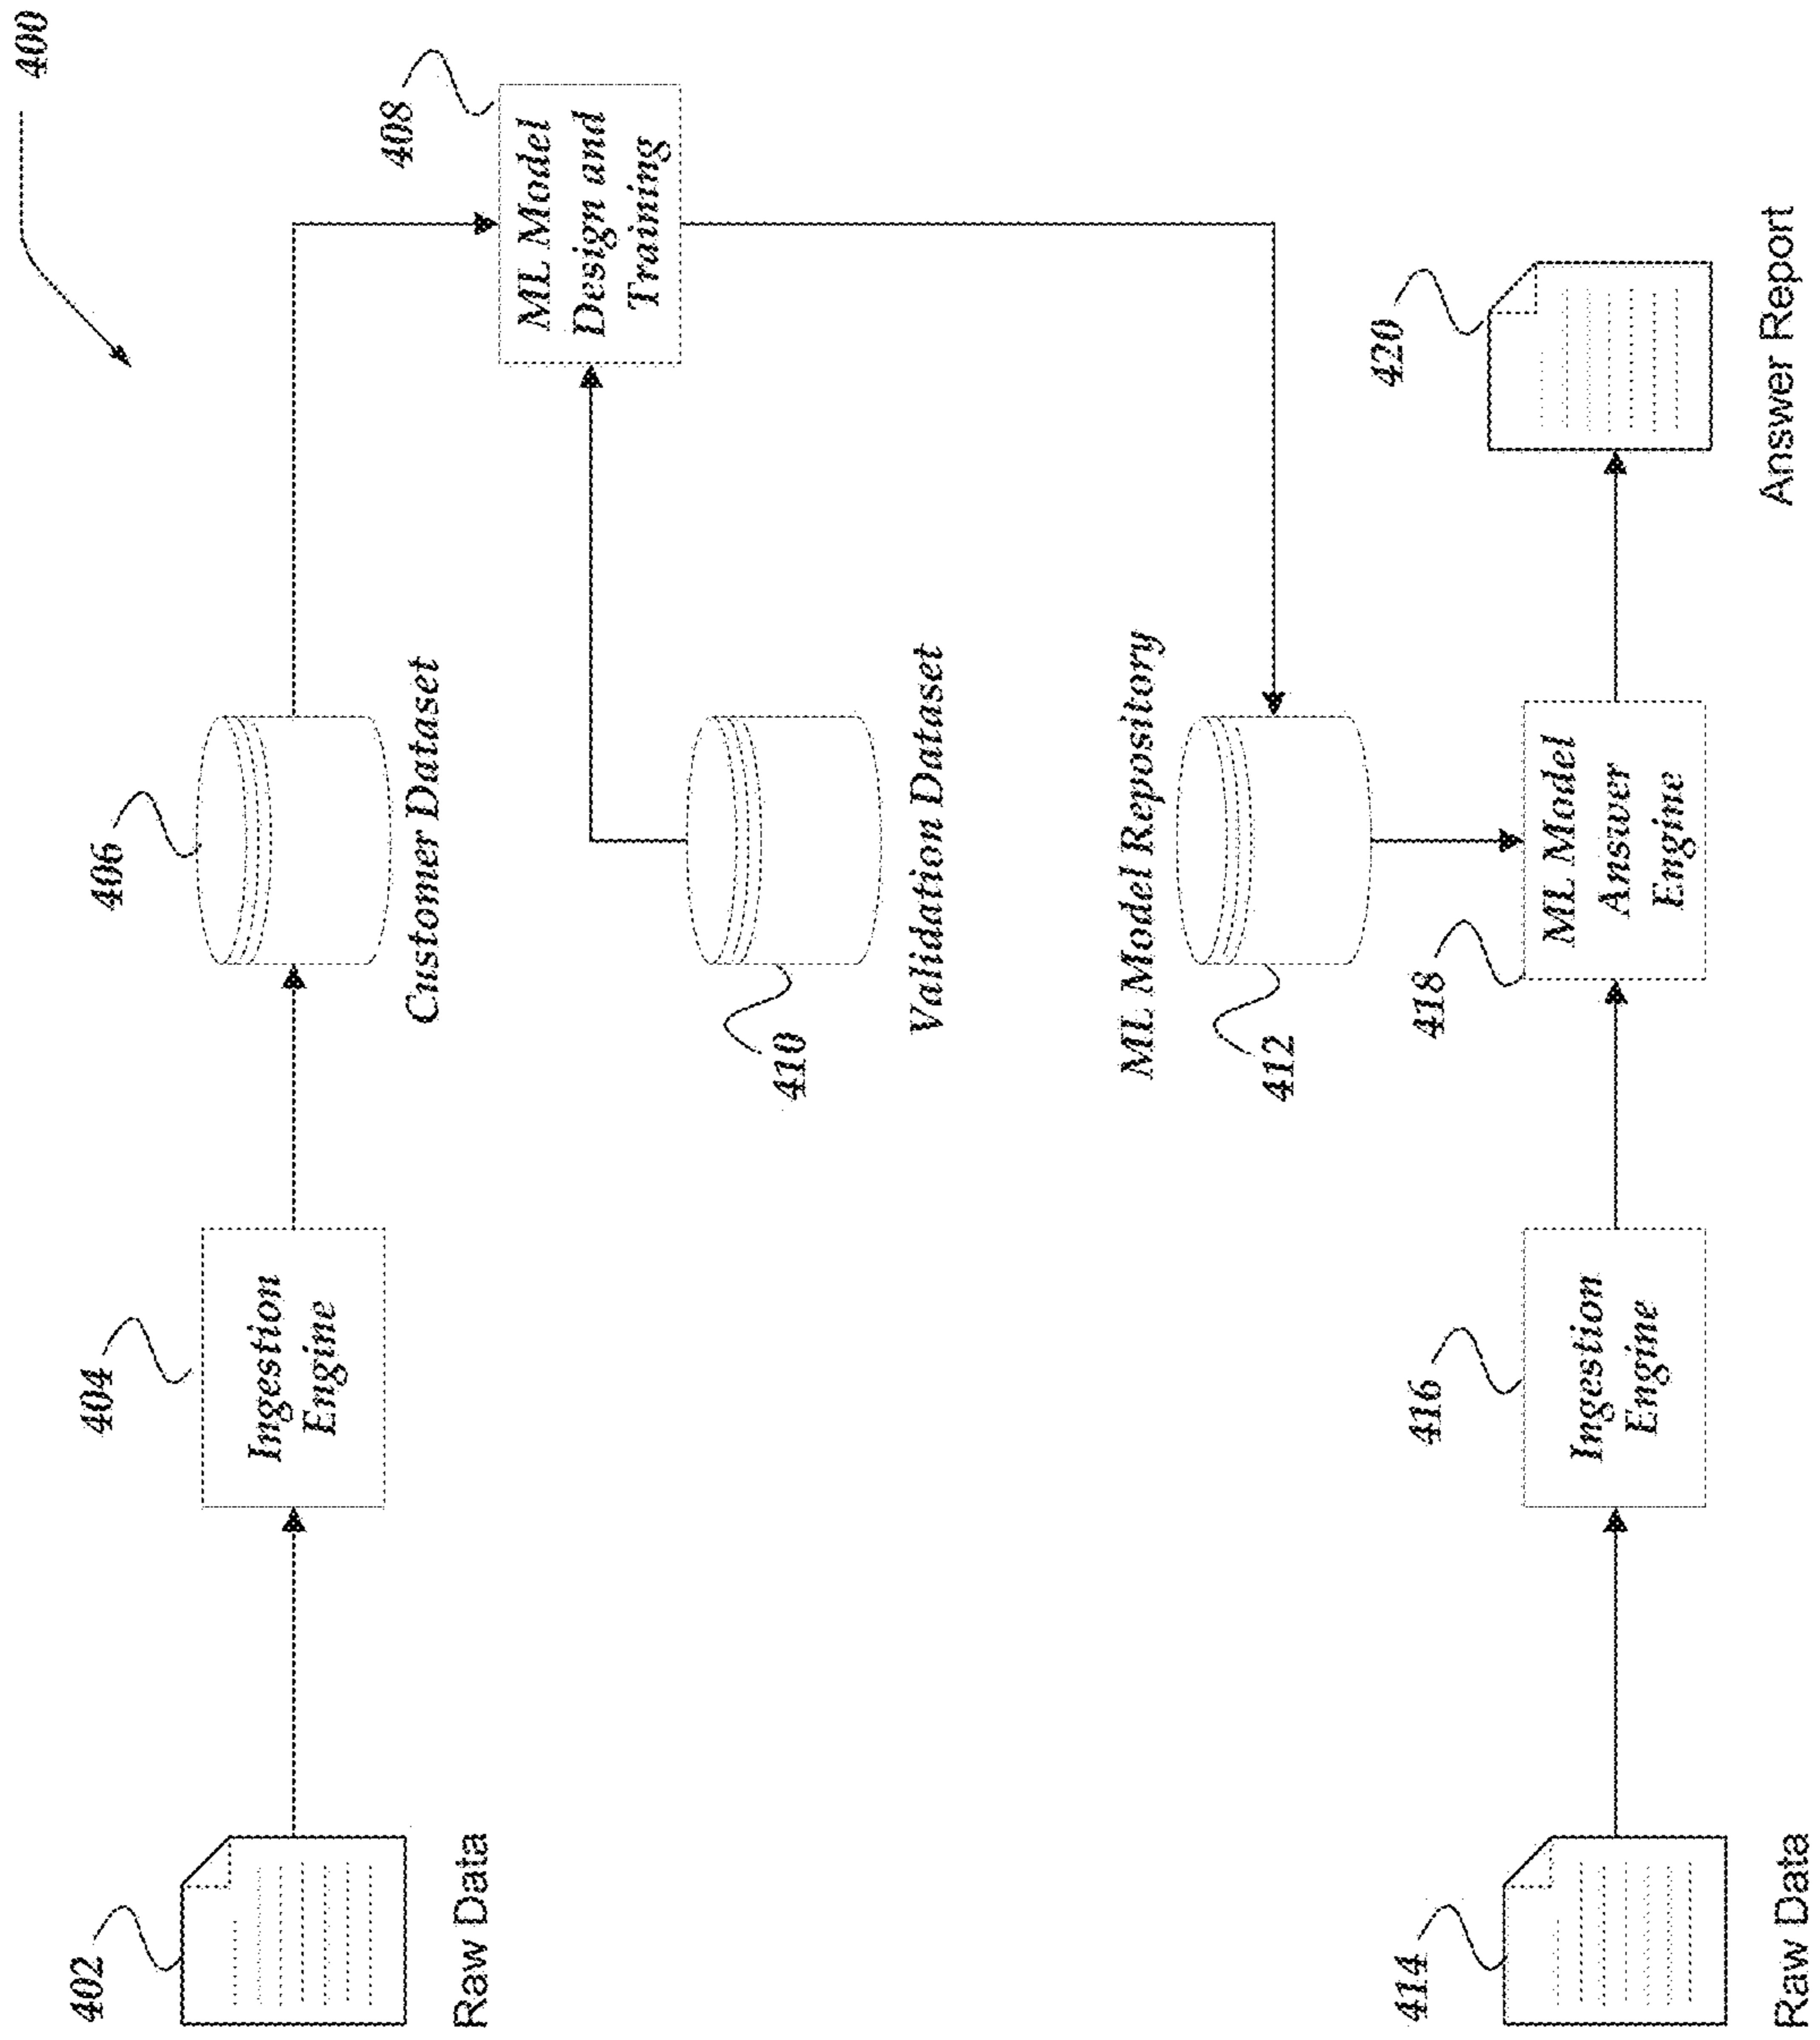 400
402
Raw Data
404
Ingestion
Engine
406
Customer Dataset
408
ML Model
Design and
Training
410
Validation Dataset
ML Model Repository
412
414
Raw Data
416
Ingestion
Engine
418
ML Model
Answer
Engine
420
Answer Report